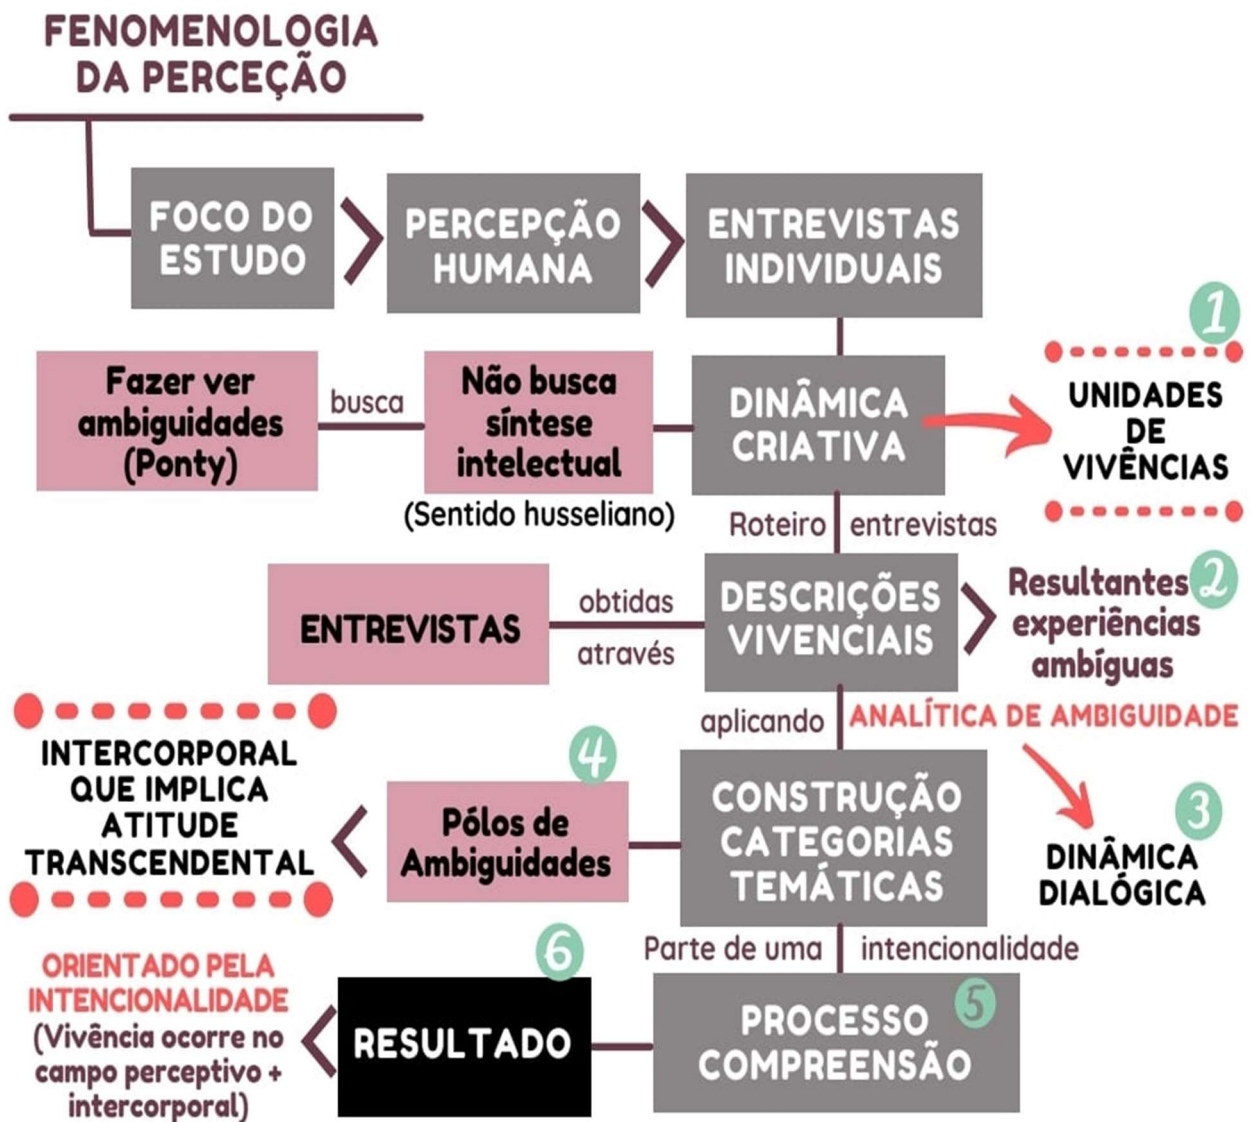 FENOMENOLOGIA
DA PERCEÇÃO
FOCO DO
ESTUDO
PERCEPÇÃO
HUMANA
ENTREVISTAS
INDIVIDUAIS
1
Fazer ver
ambiguidades
(Ponty)
busca
Não busca
síntese
intelectual
(Sentido husseliano)
DINÂMICA
CRIATIVA
UNIDADES
DE
VIVÊNCIAS
Roteiro entrevistas
ENTREVISTAS
obtidas
através
DESCRIÇÕES
VIVENCIAIS
2
Resultantes
experiências
ambíguas
aplicando
ANALÍTICA DE AMBIGUIDADE
INTERCORPORAL
QUE IMPLICA
ATITUDE
TRANSCENDENTAL
4
Pólos de
Ambiguidades
CONSTRUÇÃO
CATEGORIAS
TEMÁTICAS
3
DINÂMICA
DIALÓGICA
Parte de uma intencionalidade
ORIENTADO PELA
INTENCIONALIDADE
(Vivência ocorre no
campo perceptivo +
intercorporal)
6
RESULTADO
5
PROCESSO
COMPREENSÃO